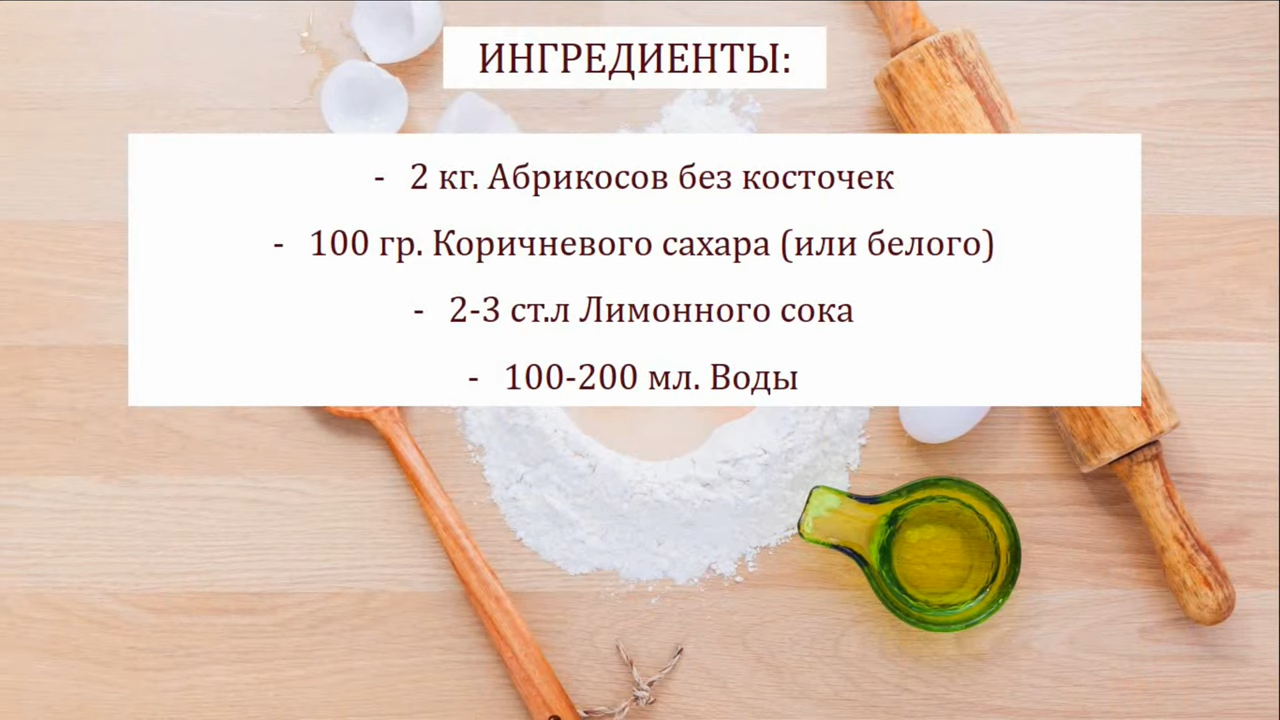 ИНГРЕДИЕНТЫ:
- 2 кг. Абрикосов без косточек
- 100 гр. Коричневого сахара (или белого)
- 2-3 ст.л Лимонного сока
- 100-200 мл. Воды